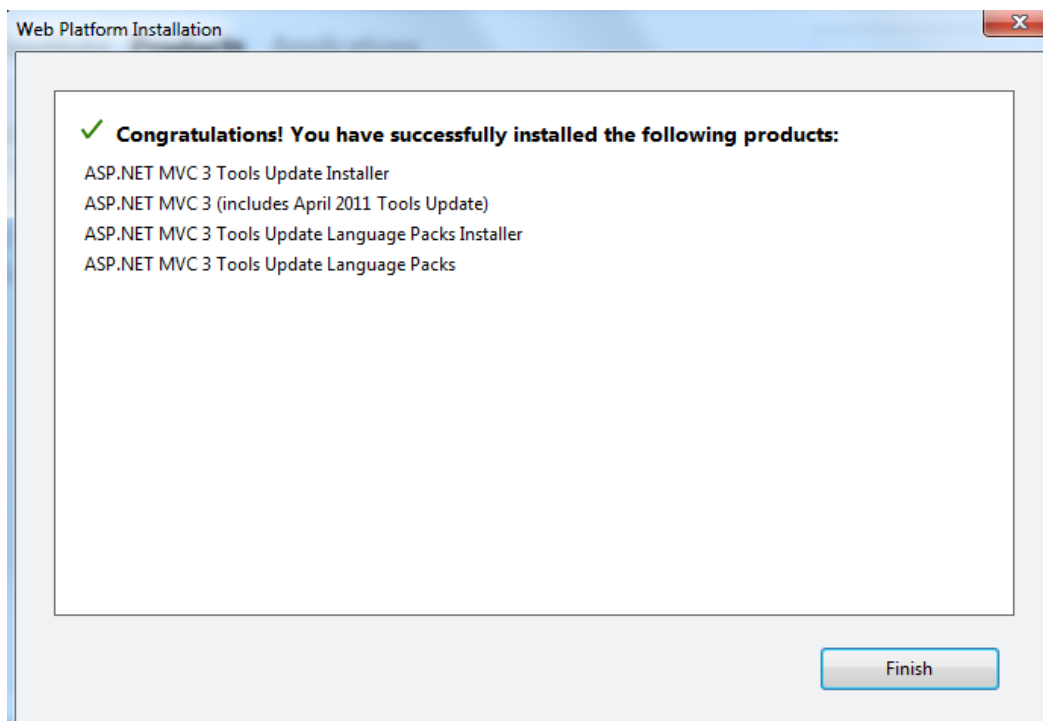 Web Platform Installation
Products Applications
Congratulations! You have successfully installed the following products:
ASP.NET MVC 3 Tools Update Installer
ASP.NET MVC 3 (includes April 2011 Tools Update)
ASP.NET MVC 3 Tools Update Language Packs Installer
ASP.NET MVC 3 Tools Update Language Packs
Finish